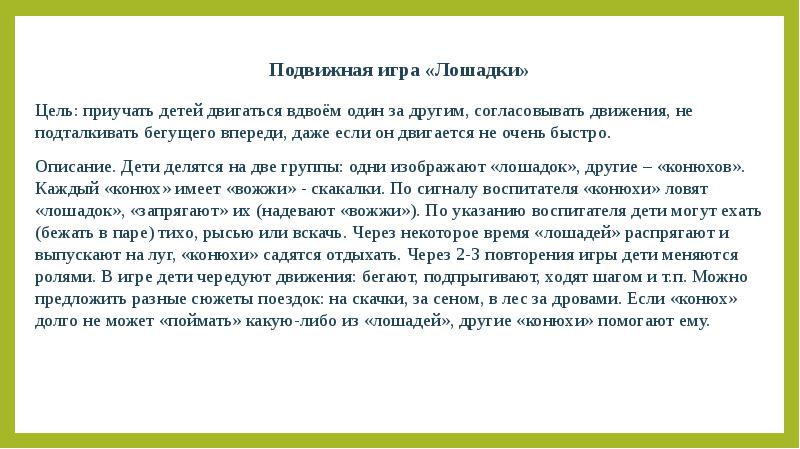 Подвижная игра «Лошадки»
Цель: приучать детей двигаться вдвоём один за другим, согласовывать движения, не
подталкивать бегущего впереди, даже если он двигается не очень быстро.
Описание. Дети делятся на две группы: одни изображают «лошадок», другие – «конюхов».
Каждый «конюх» имеет «вожжи» - скакалки. По сигналу воспитателя «конюхи» ловят
«лошадок», «запрягают» их (надевают «вожжи»). По указанию воспитателя дети могут ехать
(бежать в паре) тихо, рысью или вскачь. Через некоторое время «лошадей» распрягают и
выпускают на луг, «конюхи» садятся отдыхать. Через 2-3 повторения игры дети меняются
ролями. В игре дети чередуют движения: бегают, подпрыгивают, ходят шагом и т.п. Можно
предложить разные сюжеты поездок: на скачки, за сеном, в лес за дровами. Если «конюх»
долго не может «поймать» какую-либо из «лошадей», другие «конюхи» помогают ему.